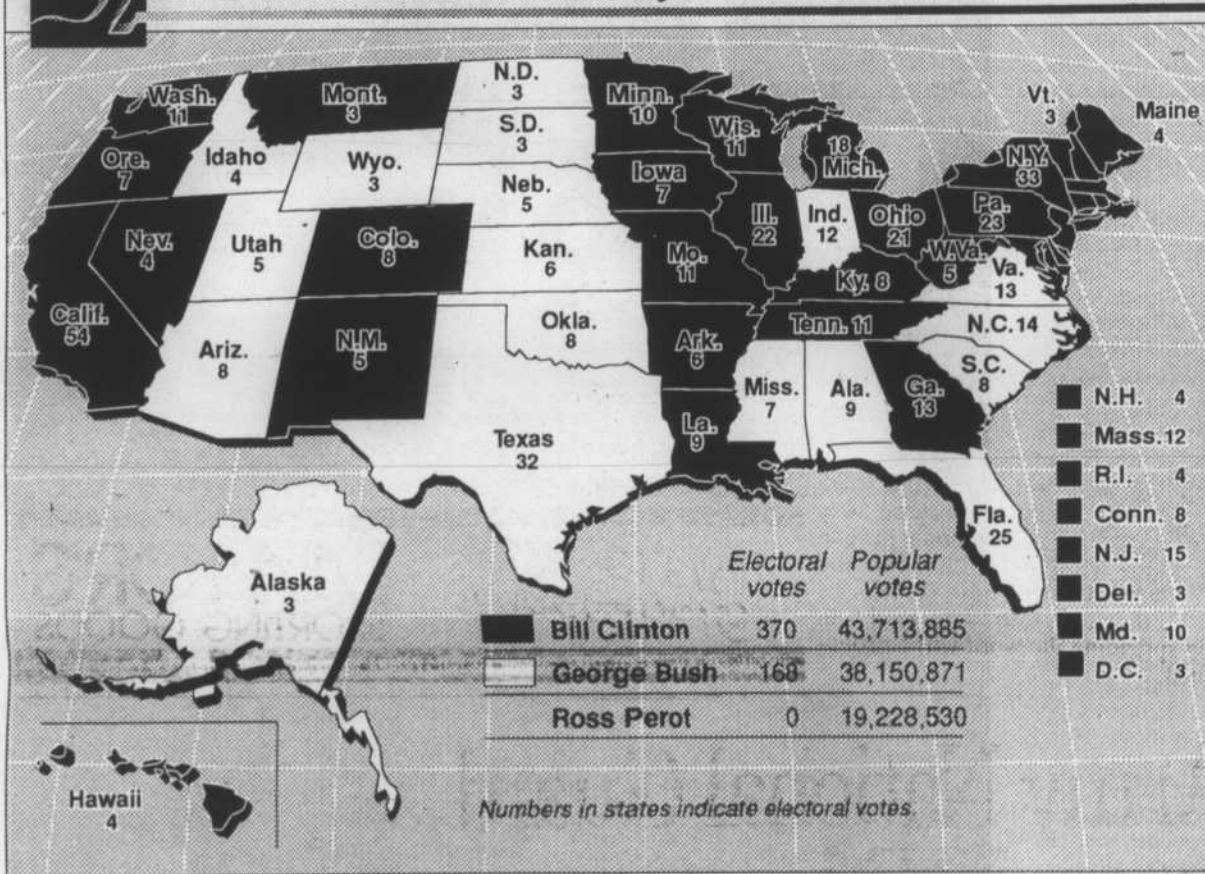 Wash.
11
Mont.
3
N.D.
3
Minn.
10
Vt.
3
Maine
4
Ore.
7
Idaho
4
Wyo.
3
S.D.
3
Wis.
11
18
Mich.
N.Y.
33
Neb.
5
Iowa
7
Nev.
4
Utah
5
Colo.
8
Kan.
6
Mo.
11
Ill.
22
Ind.
12
Ohio
21
Pa.
23
W.Va.
5
Va.
13
Ky. 8
Calif.
54
Ariz.
8
N.M.
5
Okla.
8
Ark.
6
Tenn. 11
N.C. 14
S.C.
8
Texas
32
La.
9
Miss.
7
Ala.
9
Ga.
13
Fla.
25
N.H. 4
Mass. 12
R.I. 4
Conn. 8
N.J. 15
Del. 3
Md. 10
D.C. 3
Alaska
3
Hawaii
4
Electoral votes Popular votes
Bill Clinton 370 43,713,885
George Bush 168 38,150,871
Ross Perot 0 19,228,530
Numbers in states indicate electoral votes.